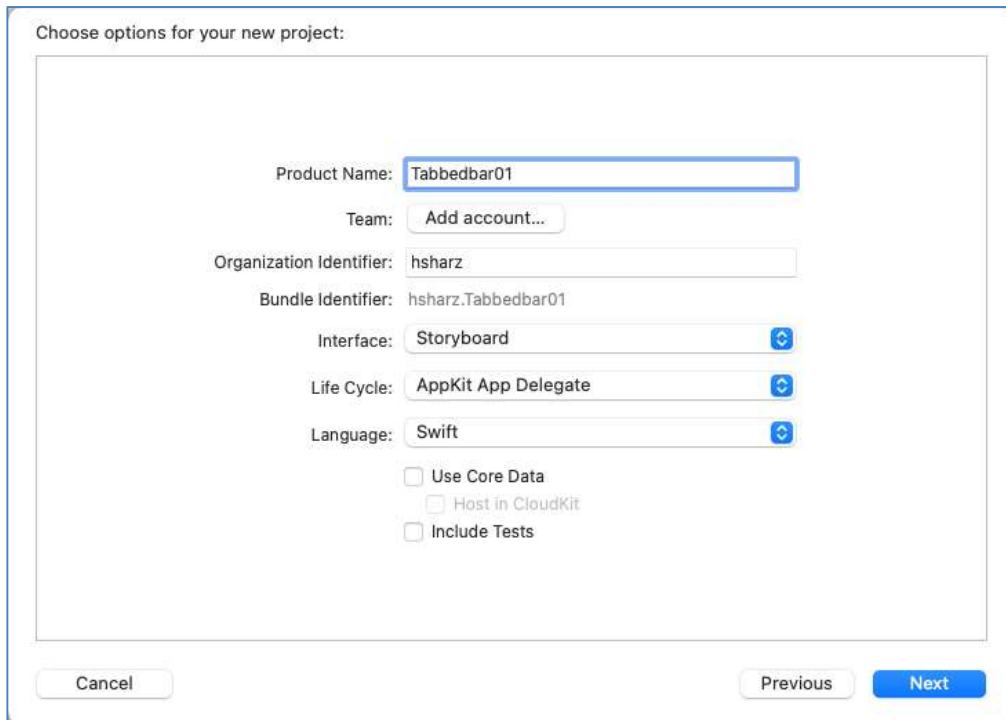 Choose options for your new project:
Product Name: Tabbedbar01
Team: Add account...
Organization Identifier: hsharz
Bundle Identifier: hsharz.Tabbedbar01
Interface: Storyboard
Life Cycle: AppKit App Delegate
Language: Swift
Use Core Data
Host in CloudKit
Include Tests
Cancel Previous Next